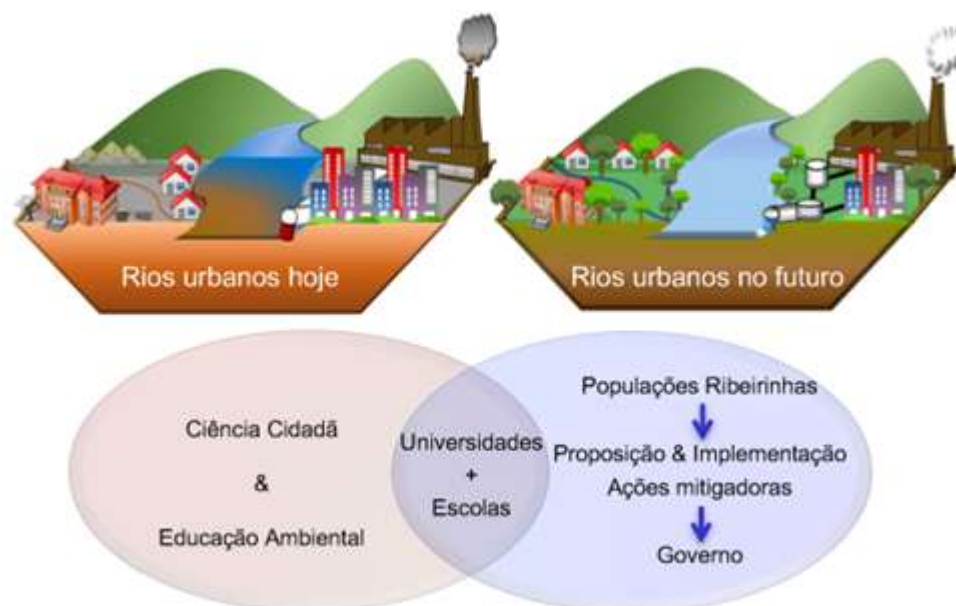 Rios urbanos hoje
Rios urbanos no futuro
Ciência Cidadã
&
Educação Ambiental
Universidades
+
Escolas
Populações Ribeirinhas
Proposição & Implementação
Ações mitigadoras
Governo